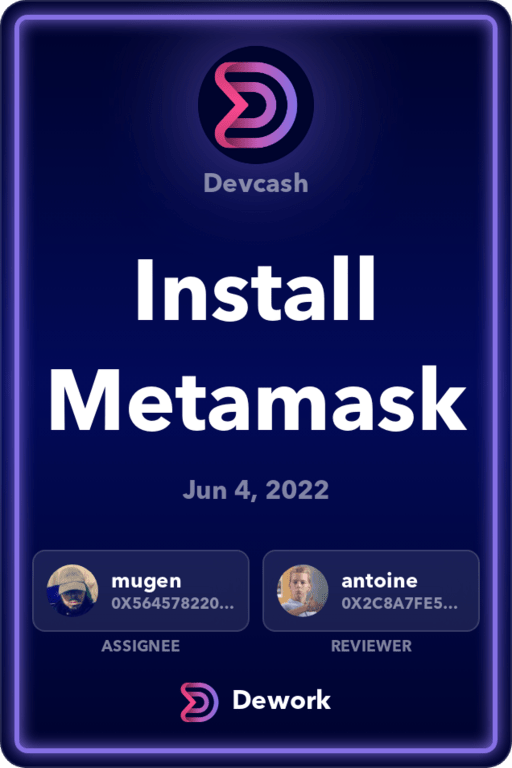 Devcash
Install
Metamask
Jun 4, 2022
mugen
0X564578220...
antoine
0X2C8A7FE5...
ASSIGNEE
REVIEWER
Dework